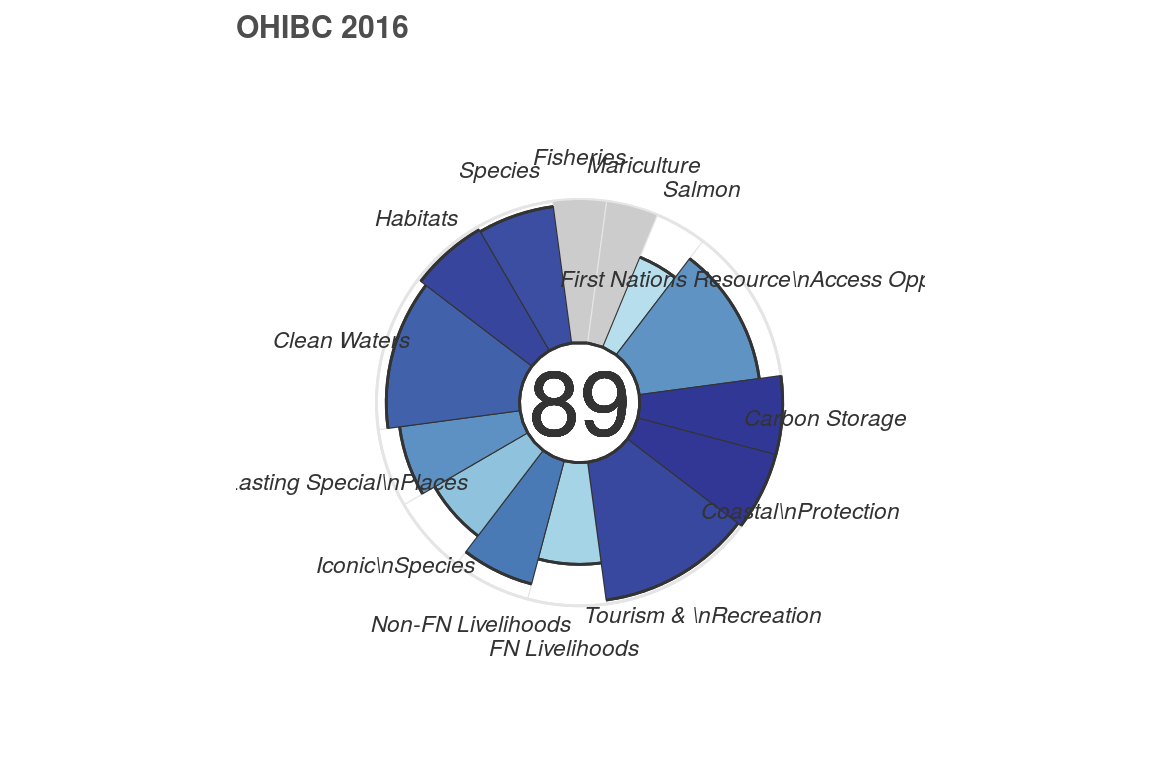 OHIBC 2016
Fisheries
Mariculture
Species
Salmon
Habitats
First Nations Resource\nAccess Opp
Clean Waters
89
Carbon Storage
.asting Special\nPlaces
Coastal\nProtection
Iconic\nSpecies
Tourism & \nRecreation
Non-FN Livelihoods
FN Livelihoods